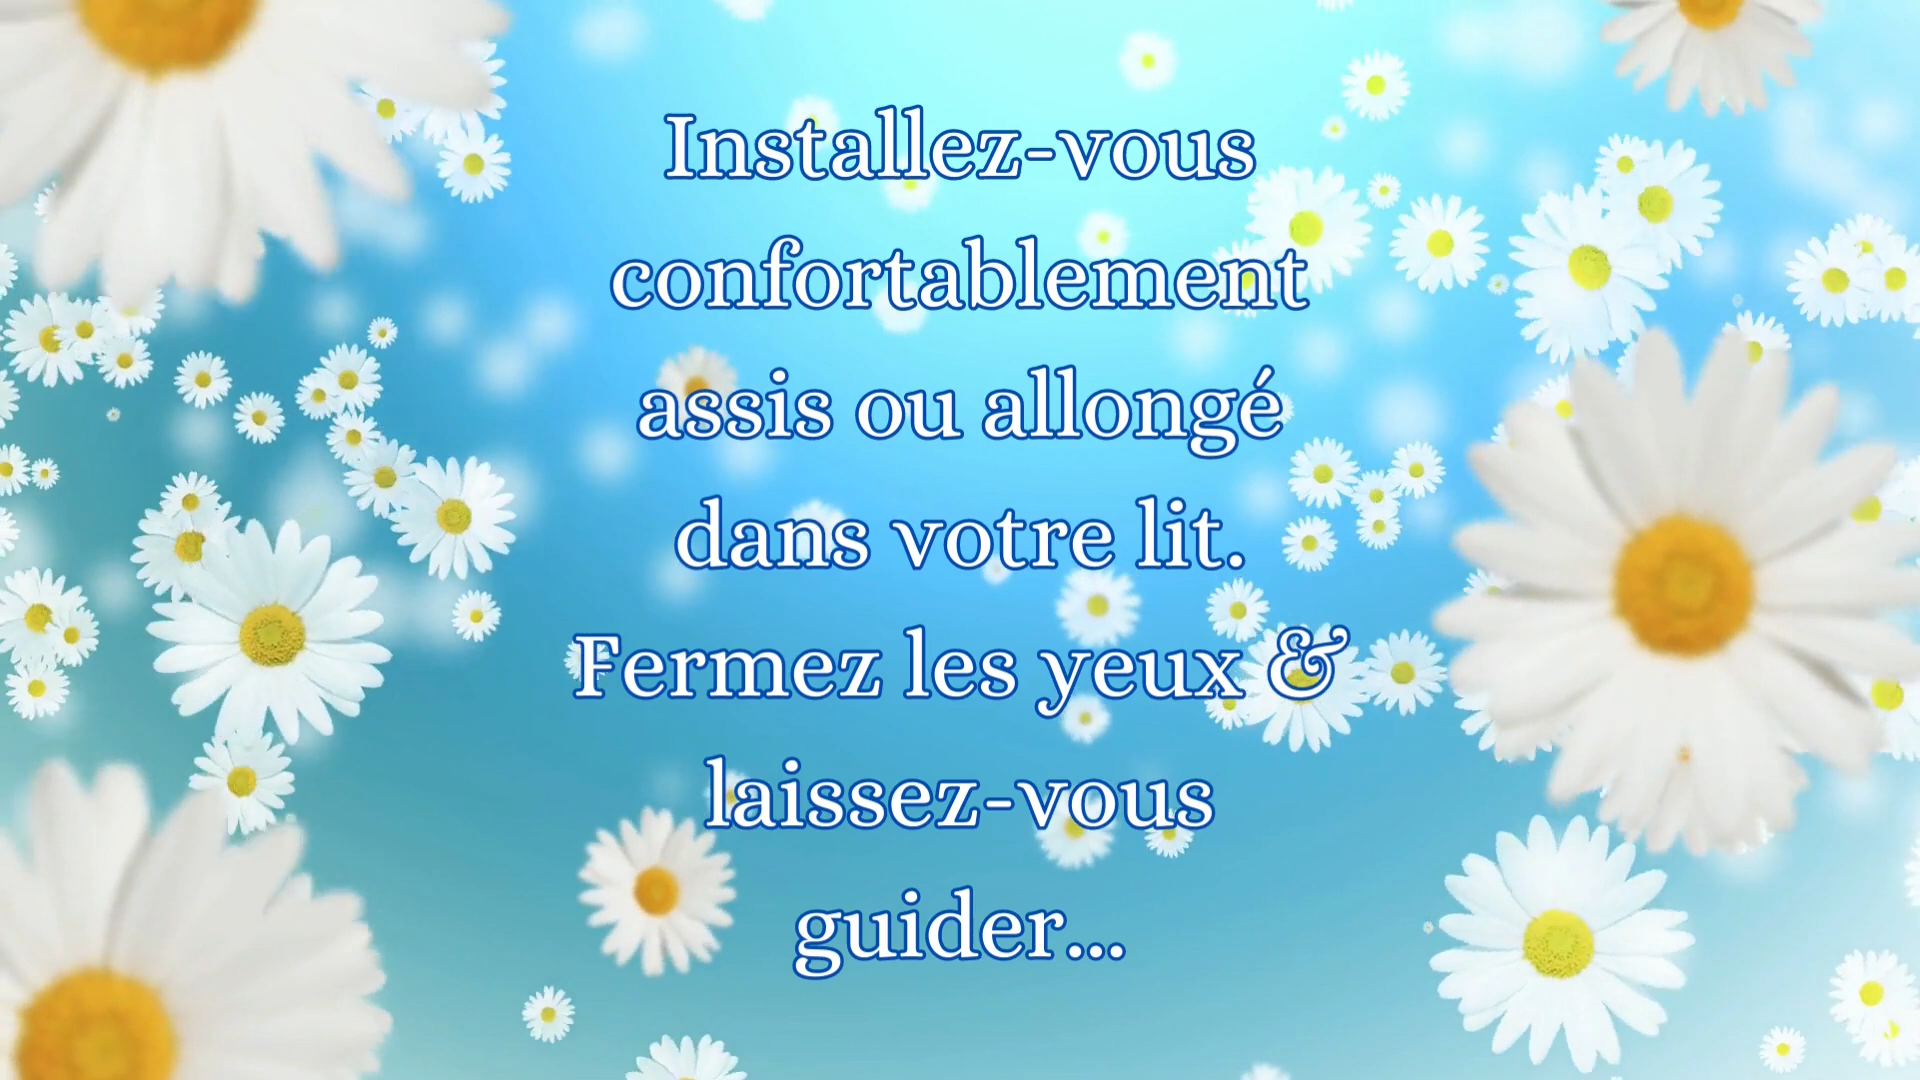 Installez-vous
confortablement
assis ou allongé
dans votre lit.
Fermez les yeux &
laissez-vous
guider...